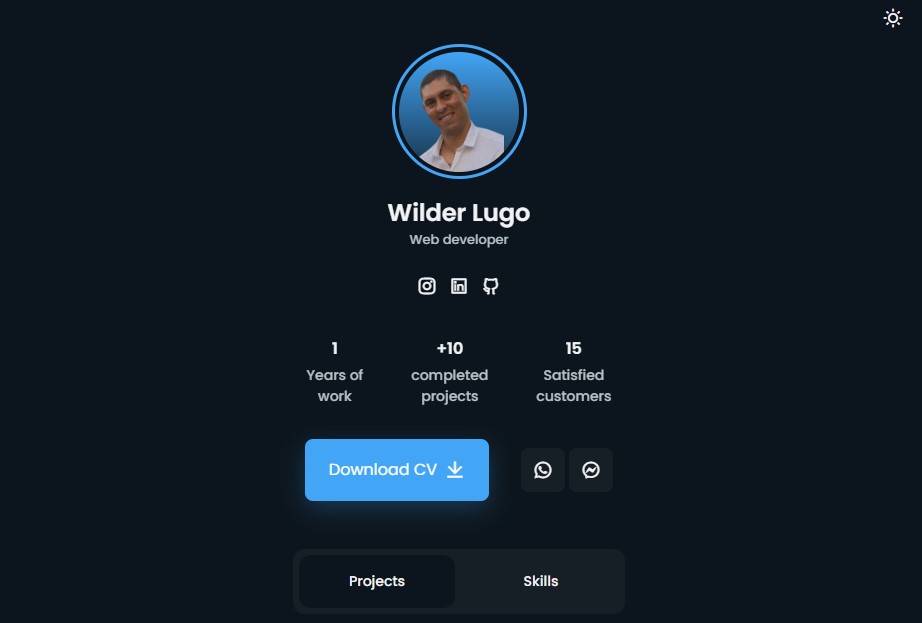 Wilder Lugo
Web developer
1
Years of
work
+10
completed
projects
15
Satisfied
customers
Download CV
Projects
Skills